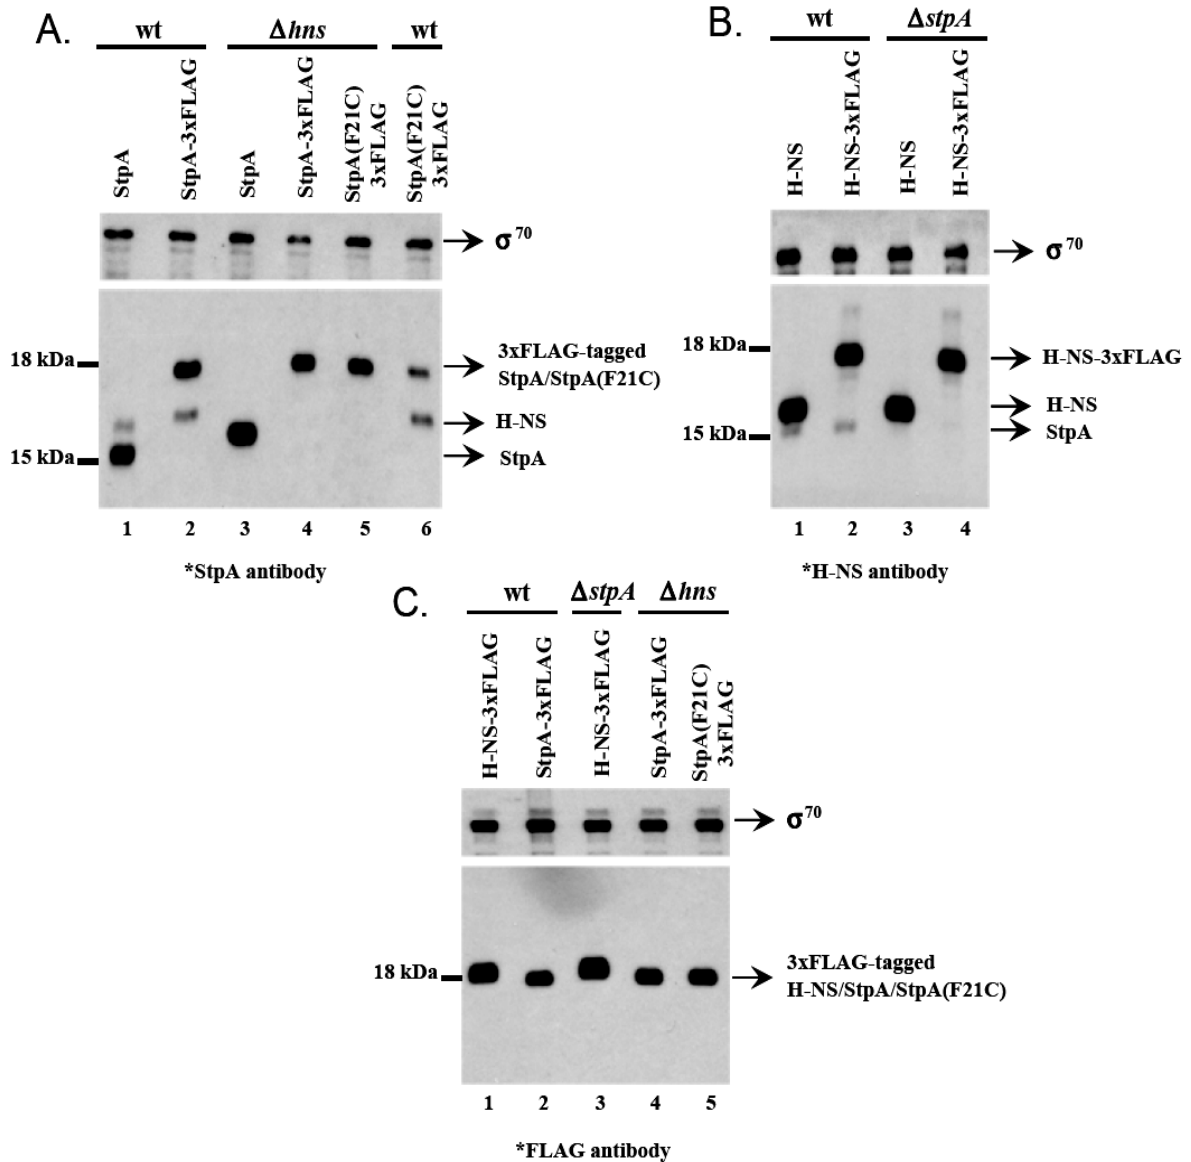 A.
wt
Δhns
wt
StpA
StpA-3xFLAG
StpA
StpA-3xFLAG
StpA(F21C)
3xFLAG
StpA(F21C)
3xFLAG
σ70
18 kDa
15 kDa
3xFLAG-tagged
StpA/StpA(F21C)
H-NS
StpA
1 2 3 4 5 6
*StpA antibody
B.
wt
ΔstpA
H-NS
H-NS-3xFLAG
H-NS
H-NS-3xFLAG
σ70
18 kDa
15 kDa
H-NS-3xFLAG
H-NS
StpA
1 2 3 4
*H-NS antibody
C.
wt
ΔstpA
Δhns
H-NS-3xFLAG
StpA-3xFLAG
H-NS-3xFLAG
StpA-3xFLAG
StpA(F21C)
3xFLAG
σ70
18 kDa
3xFLAG-tagged
H-NS/StpA/StpA(F21C)
1 2 3 4 5
*FLAG antibody